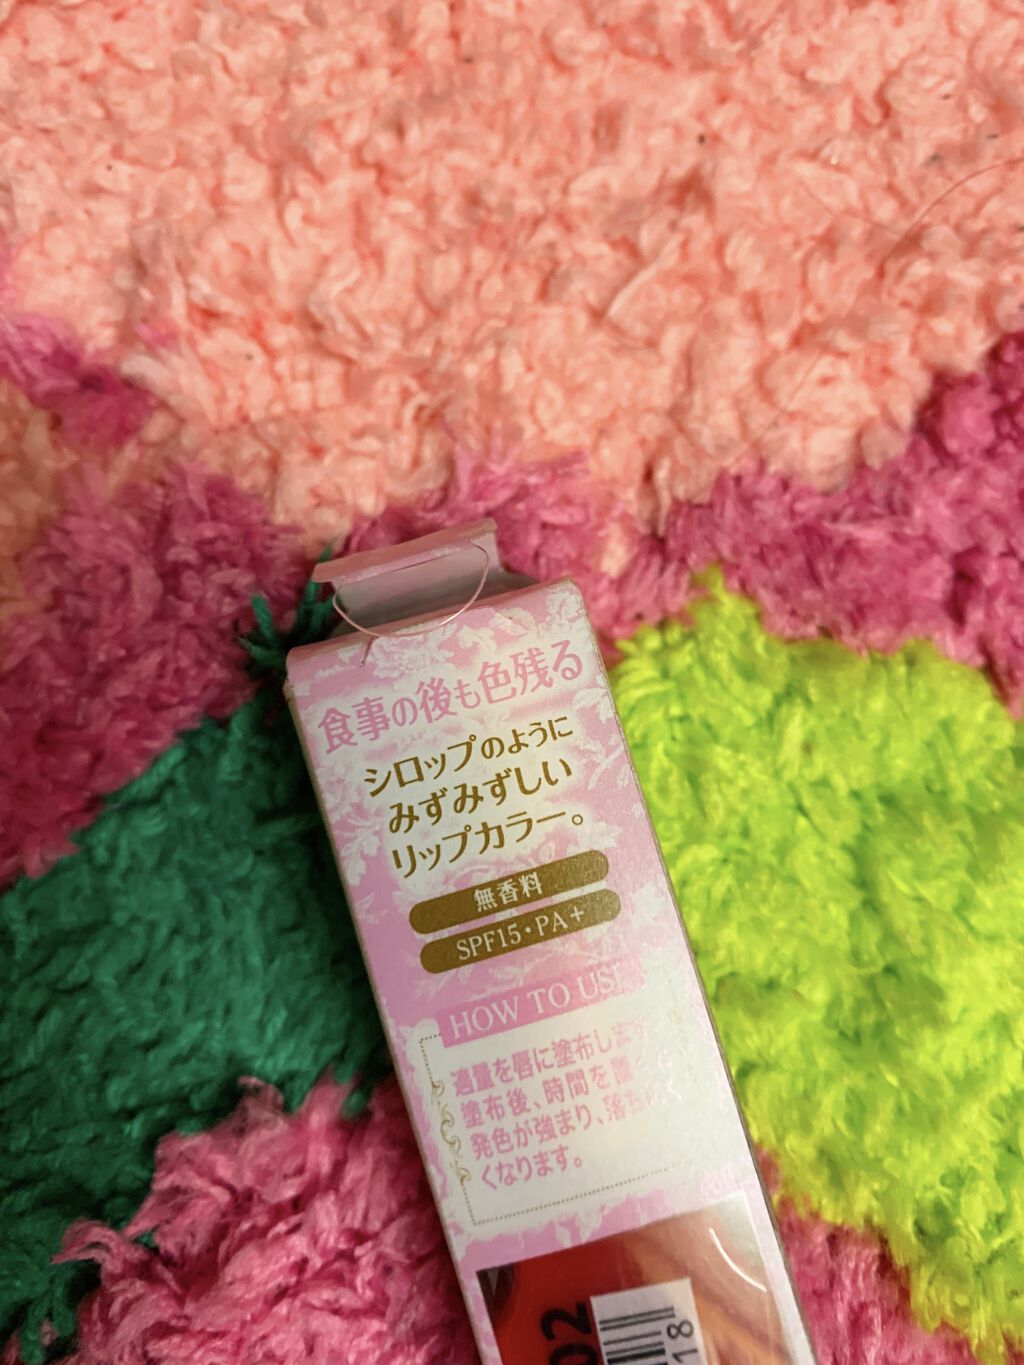 食事の後も色残る
シロップのように
みずみずしい
リップカラー。
無香料
SPF15・PA+
HOW TO US
適量を唇に塗布します
塗布後、時間を置
発色が強まり、落ち
くなります。
02
18